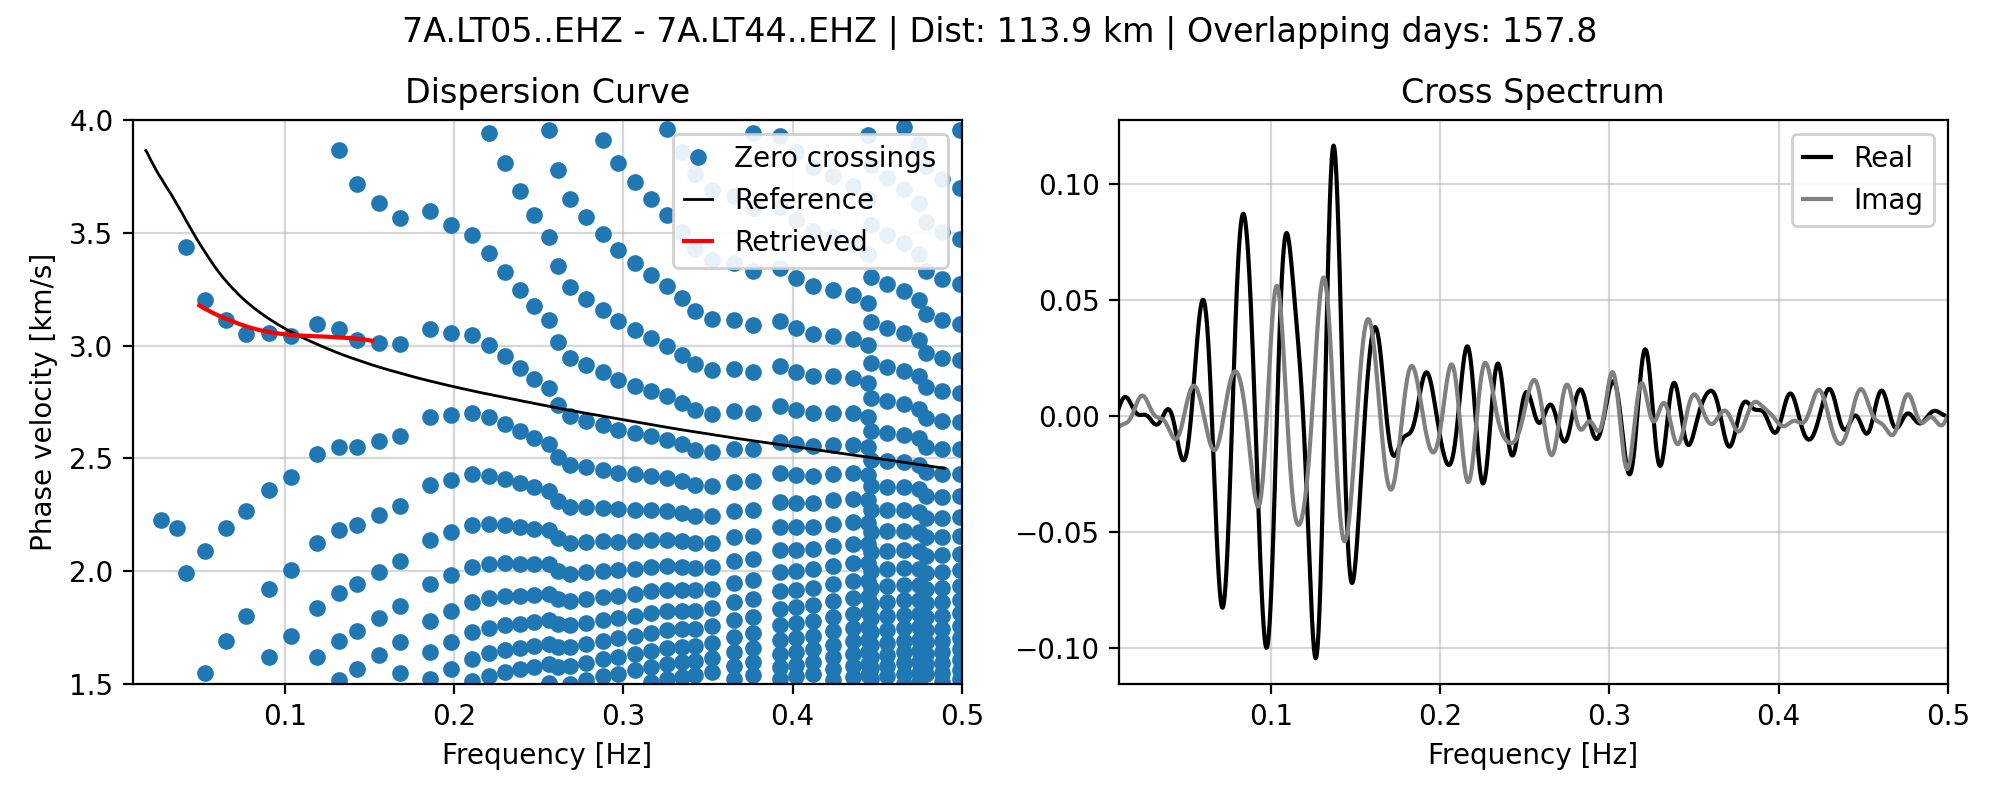 7A.LT05..EHZ - 7A.LT44..EHZ | Dist: 113.9 km | Overlapping days: 157.8
Dispersion Curve
4.0
3.5
3.0
2.5
2.0
1.5
Phase velocity [km/s]
Zero crossings
Reference
Retrieved
0.1
0.2
0.3
0.4
0.5
Frequency [Hz]
Cross Spectrum
0.10
0.05
0.00
−0.05
−0.10
Real
Imag
0.1
0.2
0.3
0.4
0.5
Frequency [Hz]